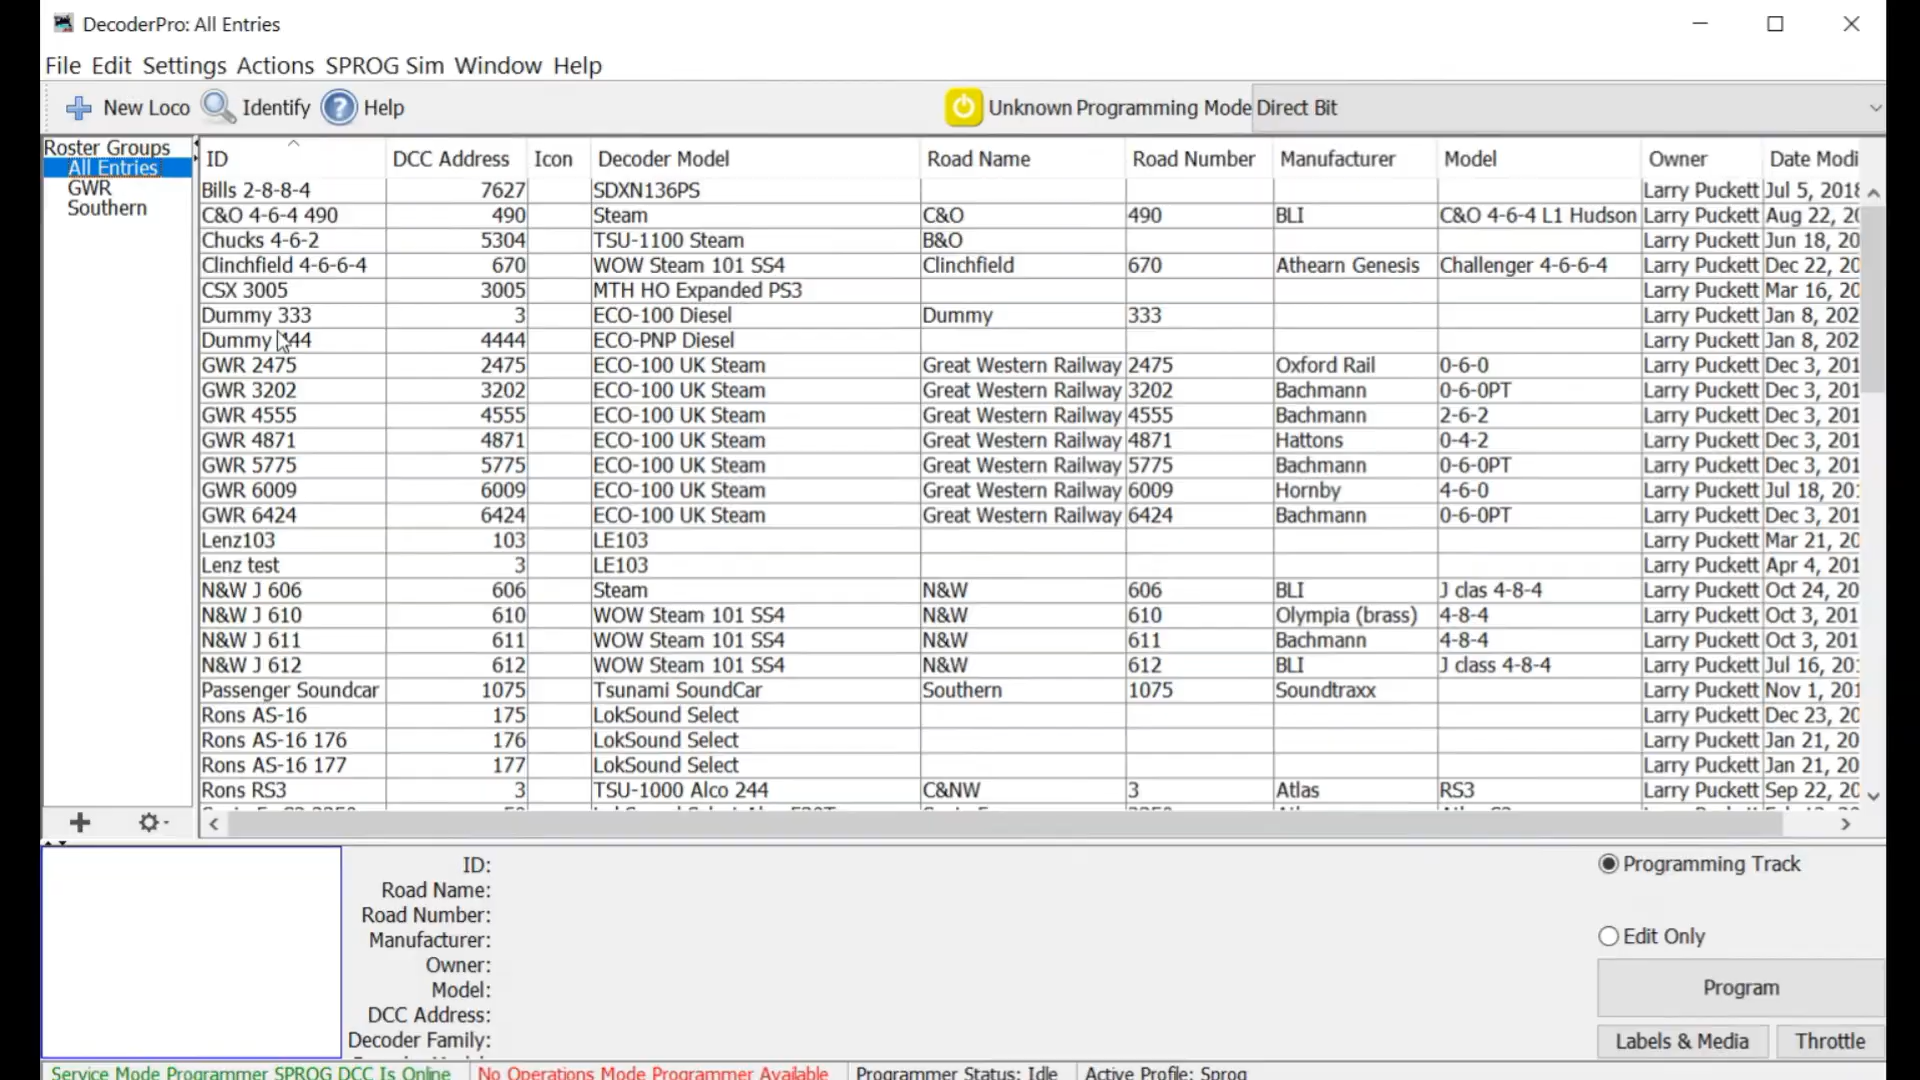 DecoderPro: All Entries
File Edit Settings Actions SPROG Sim Window Help
New Loco Identify Help Unknown Programming Mode Direct Bit
Roster Groups
All Entries
GWR
Southern
ID DCC Address Icon Decoder Model Road Name Road Number Manufacturer Model Owner Date Modi
Bills 2-8-8-4 7627 SDXN136PS Larry Puckett Jul 5, 2018
C&O 4-6-4 490 490 Steam C&O 490 BLI C&O 4-6-4 L1 Hudson Larry Puckett Aug 22, 20
Chucks 4-6-2 5304 TSU-1100 Steam B&O Larry Puckett Jun 18, 20
Clinchfield 4-6-6-4 670 WOW Steam 101 SS4 Clinchfield 670 Athearn Genesis Challenger 4-6-6-4 Larry Puckett Dec 22, 20
CSX 3005 3005 MTH HO Expanded PS3 Larry Puckett Mar 16, 20
Dummy 333 3 ECO-100 Diesel Dummy 333 Larry Puckett Jan 8, 202
Dummy 444 4444 ECO-PNP Diesel Larry Puckett Jan 8, 202
GWR 2475 2475 ECO-100 UK Steam Great Western Railway 2475 Oxford Rail 0-6-0 Larry Puckett Dec 3, 201
GWR 3202 3202 ECO-100 UK Steam Great Western Railway 3202 Bachmann 0-6-0PT Larry Puckett Dec 3, 201
GWR 4555 4555 ECO-100 UK Steam Great Western Railway 4555 Bachmann 2-6-2 Larry Puckett Dec 3, 201
GWR 4871 4871 ECO-100 UK Steam Great Western Railway 4871 Hattons 0-4-2 Larry Puckett Dec 3, 201
GWR 5775 5775 ECO-100 UK Steam Great Western Railway 5775 Bachmann 0-6-0PT Larry Puckett Dec 3, 201
GWR 6009 6009 ECO-100 UK Steam Great Western Railway 6009 Hornby 4-6-0 Larry Puckett Jul 18, 201
GWR 6424 6424 ECO-100 UK Steam Great Western Railway 6424 Bachmann 0-6-0PT Larry Puckett Dec 3, 201
Lenz103 103 LE103 Larry Puckett Mar 21, 20
Lenz test 3 LE103 Larry Puckett Apr 4, 201
N&W J 606 606 Steam N&W 606 BLI J clas 4-8-4 Larry Puckett Oct 24, 20
N&W J 610 610 WOW Steam 101 SS4 N&W 610 Olympia (brass) 4-8-4 Larry Puckett Oct 3, 201
N&W J 611 611 WOW Steam 101 SS4 N&W 611 Bachmann 4-8-4 Larry Puckett Oct 3, 201
N&W J 612 612 WOW Steam 101 SS4 N&W 612 BLI J class 4-8-4 Larry Puckett Jul 16, 201
Passenger Soundcar 1075 Tsunami SoundCar Southern 1075 Soundtraxx Larry Puckett Nov 1, 201
Rons AS-16 175 LokSound Select Larry Puckett Dec 23, 20
Rons AS-16 176 176 LokSound Select Larry Puckett Jan 21, 20
Rons AS-16 177 177 LokSound Select Larry Puckett Jan 21, 20
Rons RS3 3 TSU-1000 Alco 244 C&NW 3 Atlas RS3 Larry Puckett Sep 22, 20
ID:
Road Name:
Road Number:
Manufacturer:
Owner:
Model:
DCC Address:
Decoder Family:
Programming Track
Edit Only
Program
Labels & Media Throttle
Service Mode Programmer SPROG DCC Is Online No Operations Mode Programmer Available Programmer Status: Idle Active Profile: Sprog